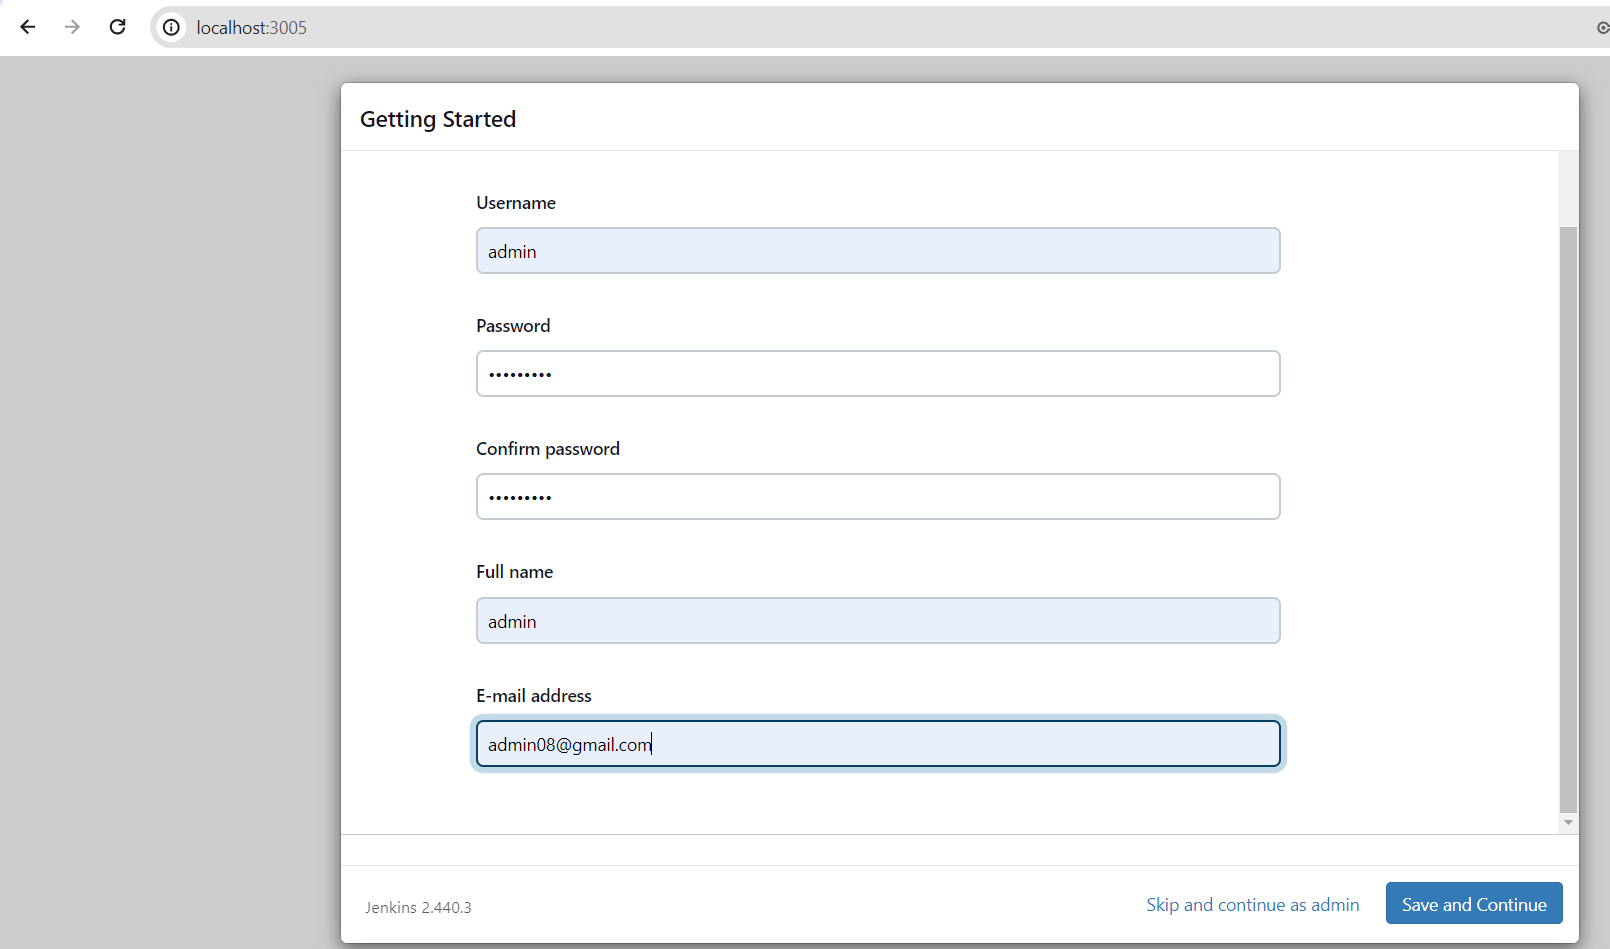 localhost:3005
Getting Started
Username
admin
Password
•••••••••
Confirm password
•••••••••
Full name
admin
E-mail address
admin08@gmail.com
Jenkins 2.440.3
Skip and continue as admin
Save and Continue